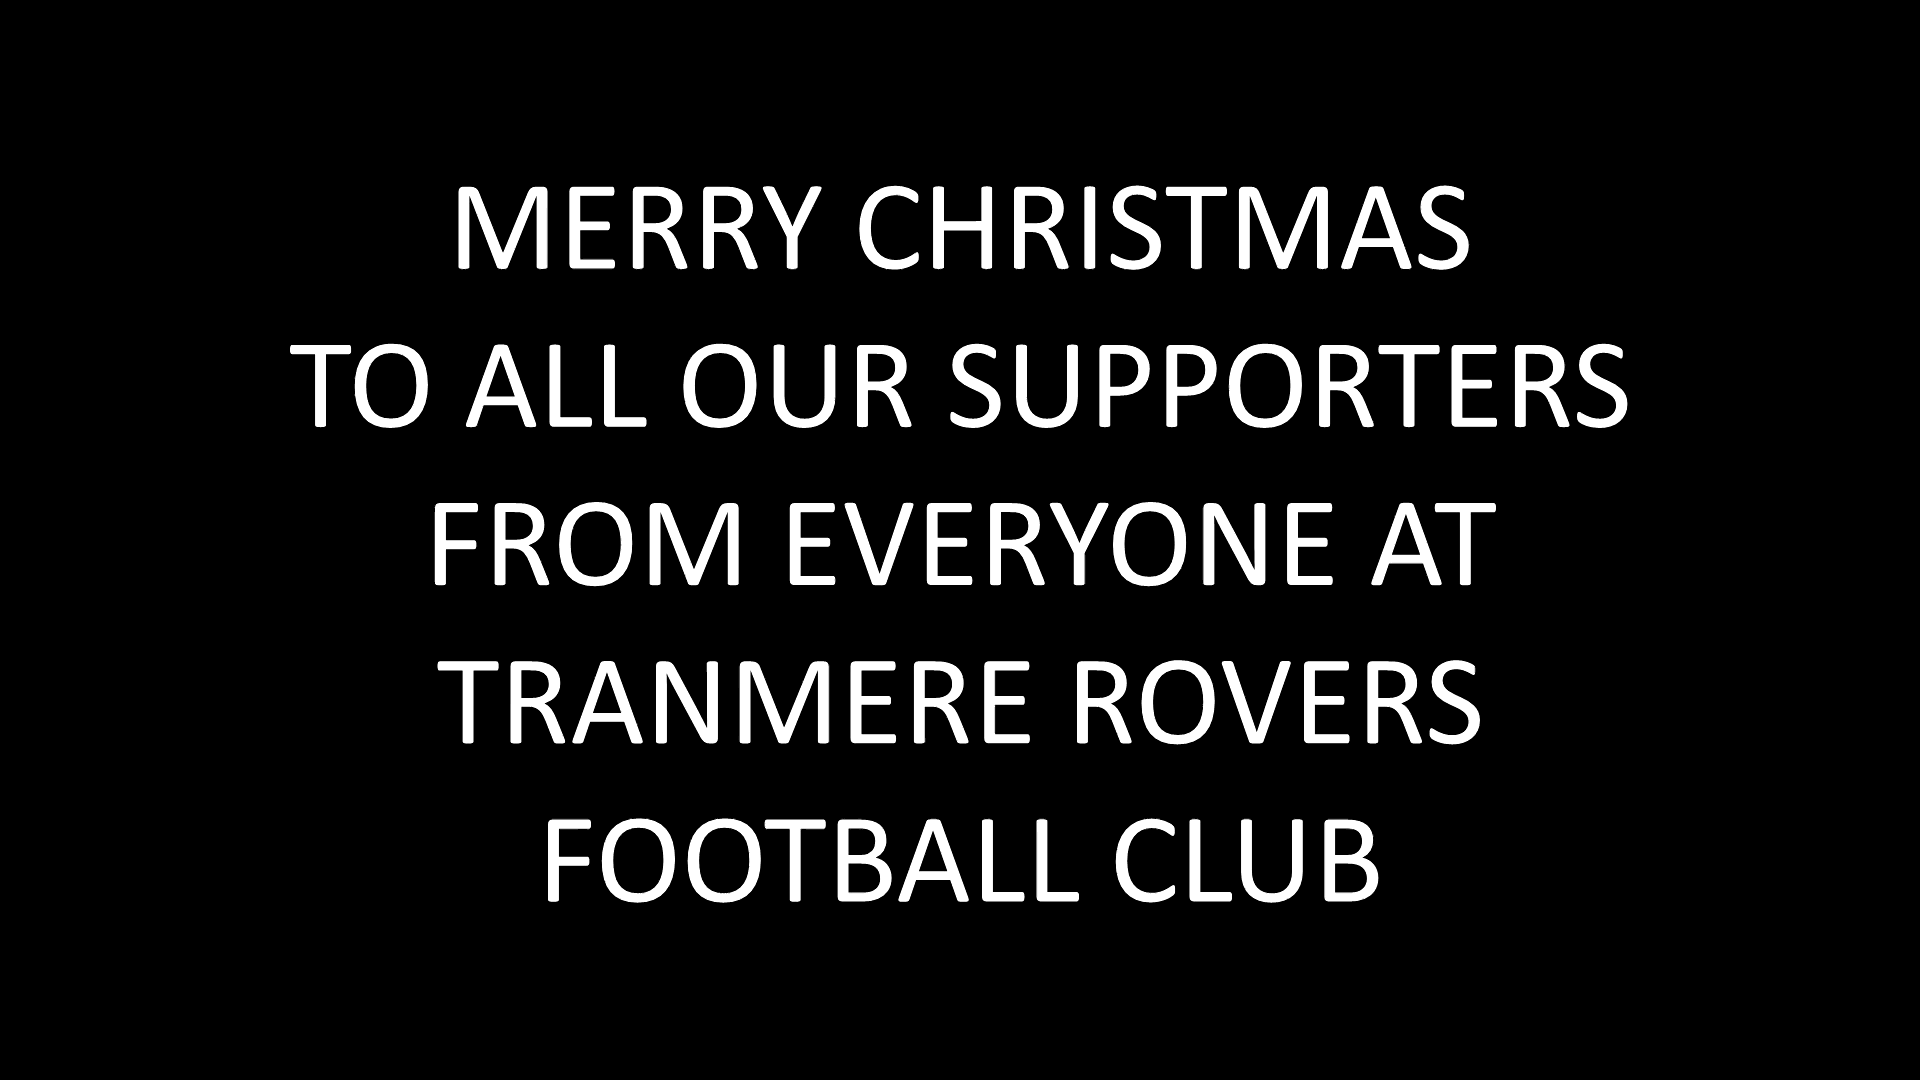 MERRY CHRISTMAS
TO ALL OUR SUPPORTERS
FROM EVERYONE AT
TRANMERE ROVERS
FOOTBALL CLUB